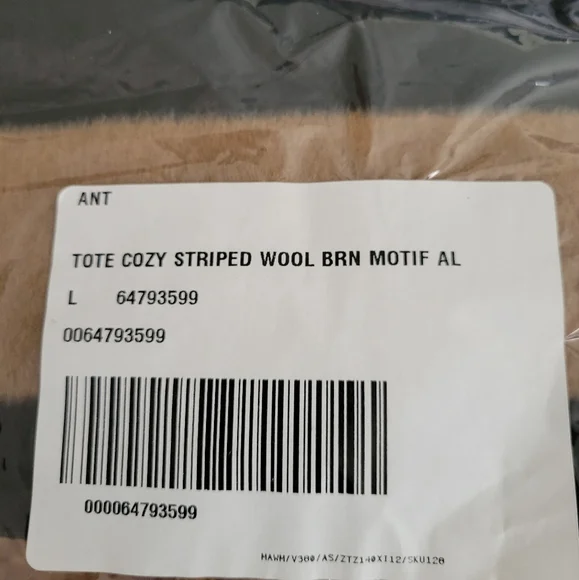 ANT
TOTE COZY STRIPED WOOL BRN MOTIF AL
L 64793599
0064793599
000064793599
HAWH/V300/AS/ZTZ140X112/SKU120